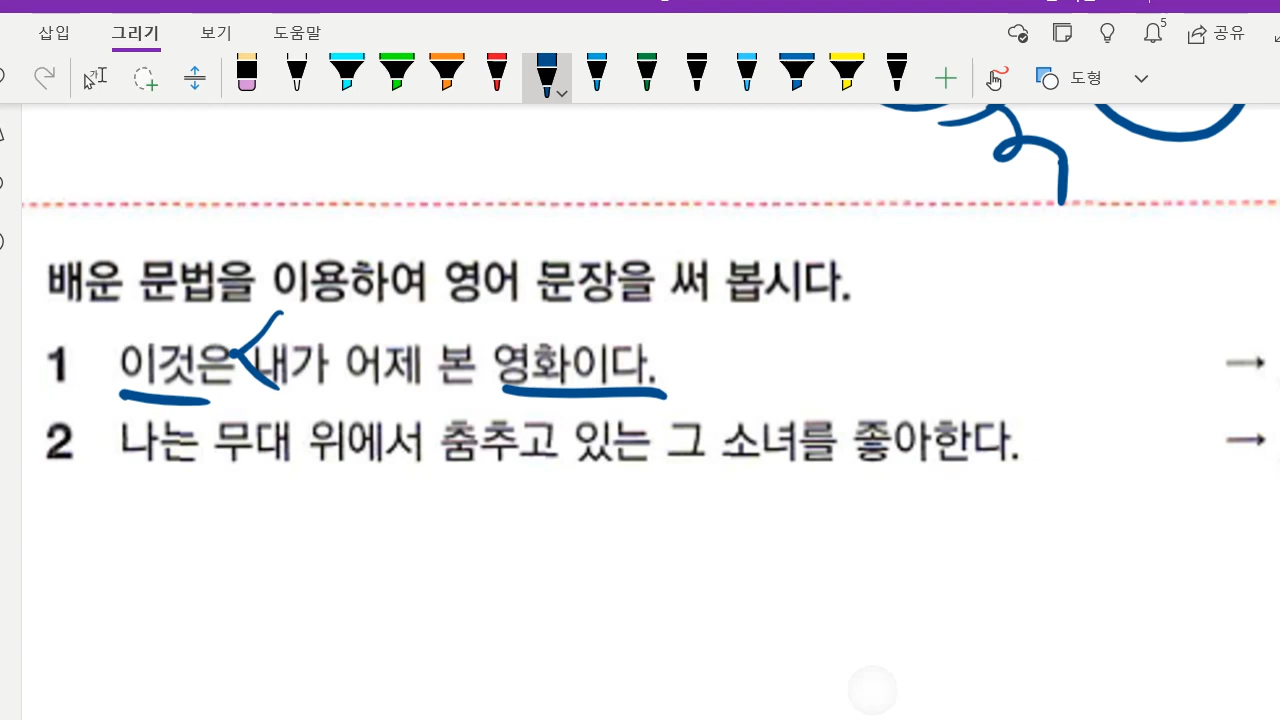 삽입 그리기 보기 도움말 5 공유
가 도형
배운 문법을 이용하여 영어 문장을 써 봅시다.
1 이것은 내가 어제 본 영화이다. →
2 나는 무대 위에서 춤추고 있는 그 소녀를 좋아한다. →